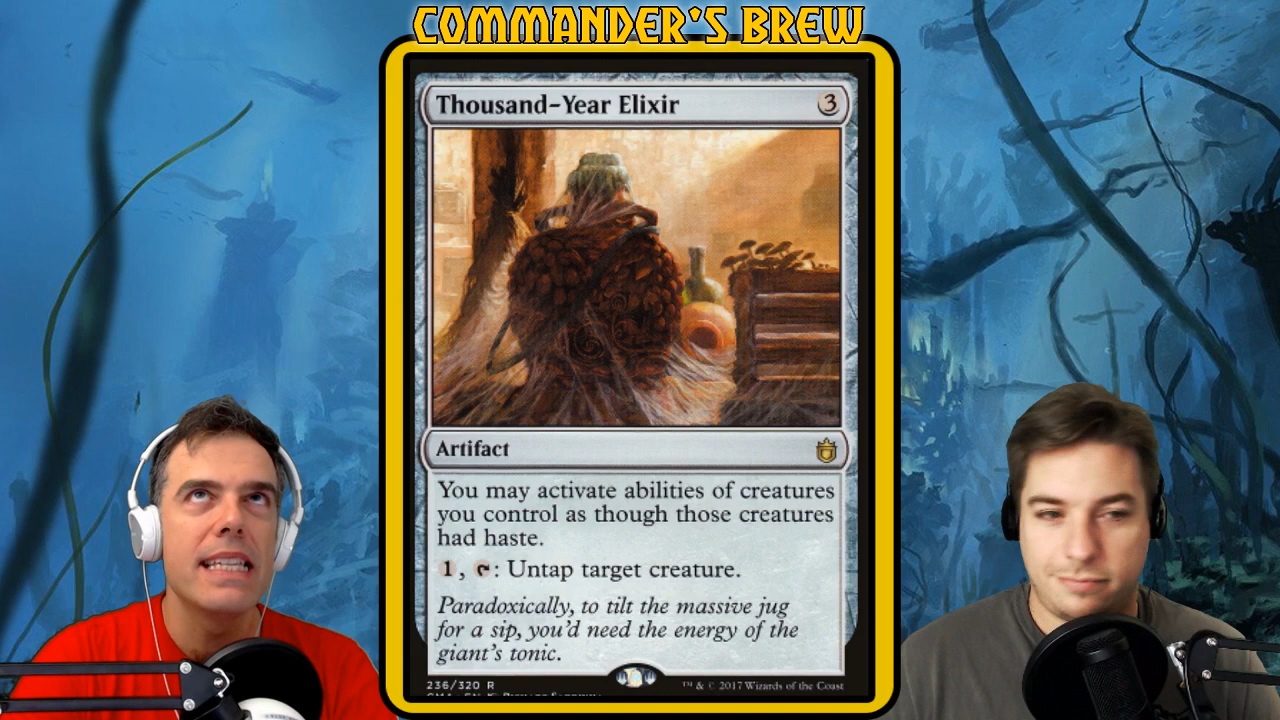 COMMANDER'S BREW
Thousand-Year Elixir 3
Artifact
You may activate abilities of creatures
you control as though those creatures
had haste.
1, : Untap target creature.
Paradoxically, to tilt the massive jug
for a sip, you'd need the energy of the
giant's tonic.
236/320 R
™ & © 2017 Wizards of the Coast